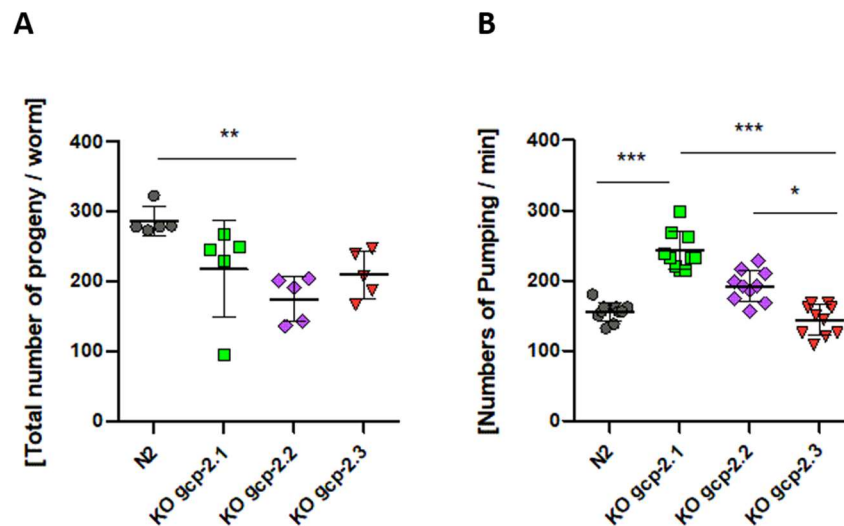 A
[Total number of progeny / worm]
400
300
200
100
0
**
N2
KO gcp-2.1
KO gcp-2.2
KO gcp-2.3
B
[Numbers of Pumping / min]
400
300
200
100
0
***
***
*
N2
KO gcp-2.1
KO gcp-2.2
KO gcp-2.3